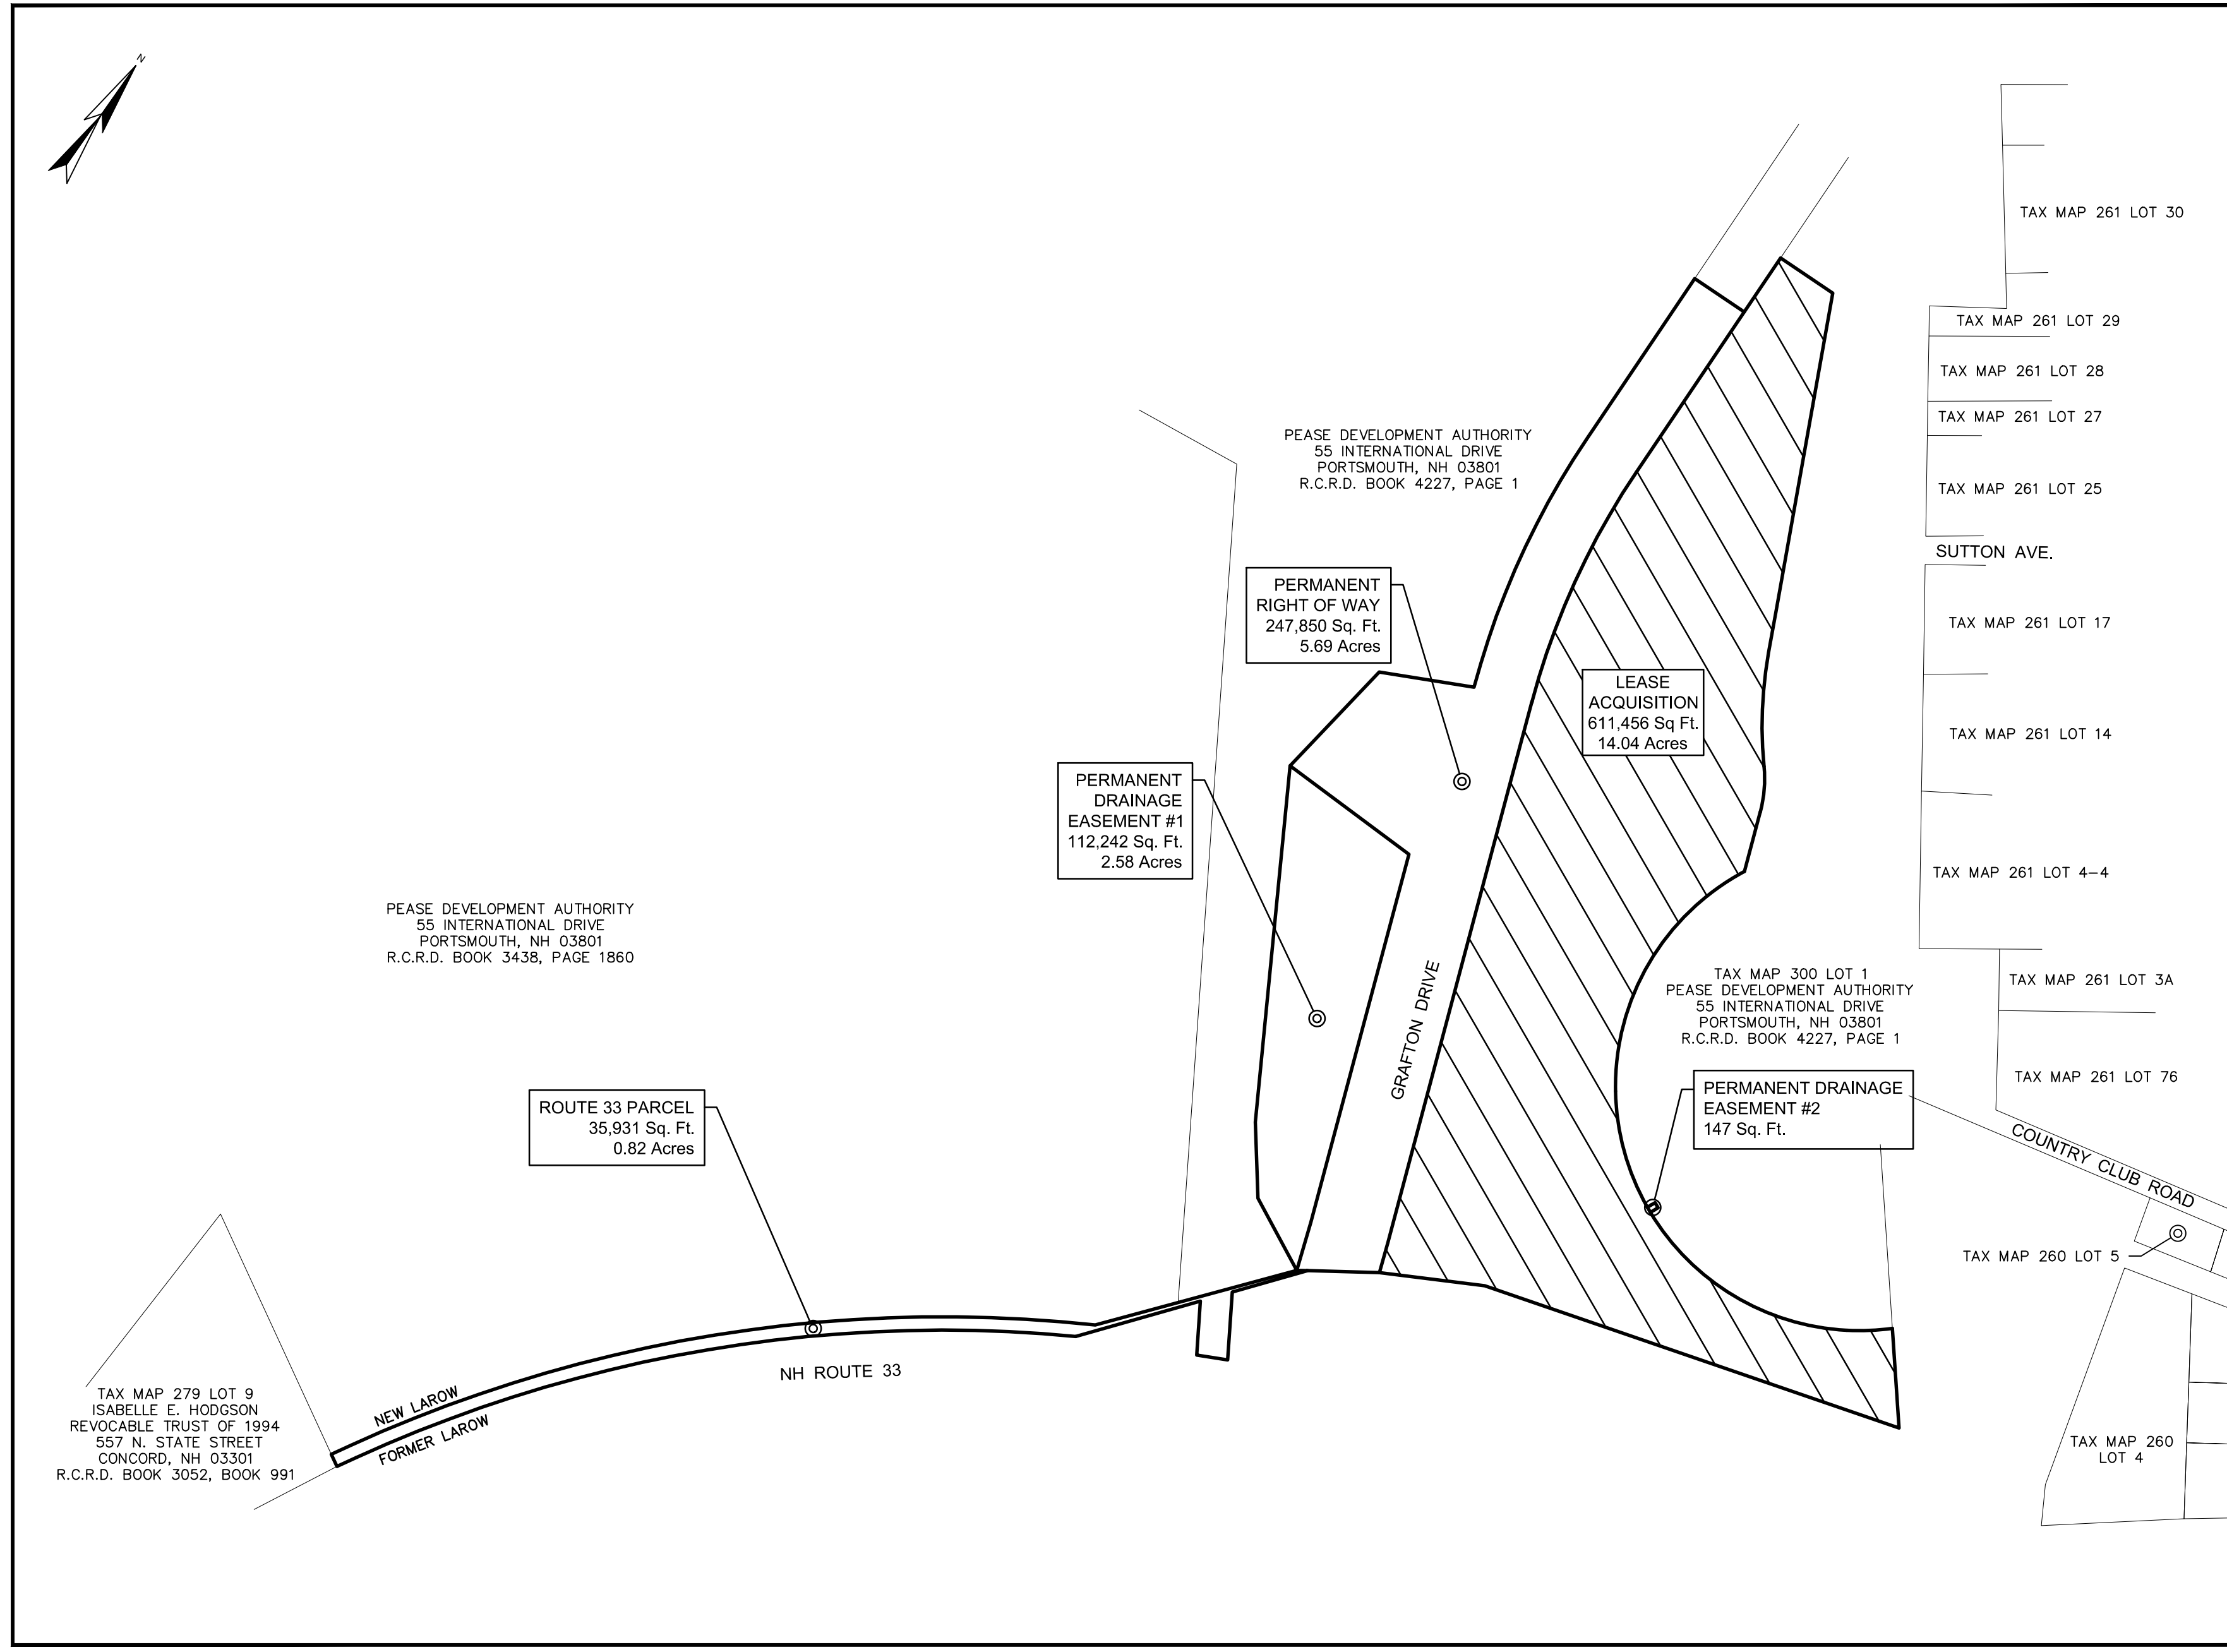 N
TAX MAP 261 LOT 30
TAX MAP 261 LOT 29
TAX MAP 261 LOT 28
TAX MAP 261 LOT 27
TAX MAP 261 LOT 25
SUTTON AVE.
TAX MAP 261 LOT 17
TAX MAP 261 LOT 14
TAX MAP 261 LOT 4-4
TAX MAP 261 LOT 3A
TAX MAP 261 LOT 76
COUNTRY CLUB ROAD
TAX MAP 260 LOT 5
TAX MAP 260
LOT 4
PEASE DEVELOPMENT AUTHORITY
55 INTERNATIONAL DRIVE
PORTSMOUTH, NH 03801
R.C.R.D. BOOK 4227, PAGE 1
PERMANENT
RIGHT OF WAY
247,850 Sq. Ft.
5.69 Acres
LEASE
ACQUISITION
611,456 Sq Ft.
14.04 Acres
PERMANENT
DRAINAGE
EASEMENT #1
112,242 Sq. Ft.
2.58 Acres
GRAFTON DRIVE
TAX MAP 300 LOT 1
PEASE DEVELOPMENT AUTHORITY
55 INTERNATIONAL DRIVE
PORTSMOUTH, NH 03801
R.C.R.D. BOOK 4227, PAGE 1
PERMANENT DRAINAGE
EASEMENT #2
147 Sq. Ft.
PEASE DEVELOPMENT AUTHORITY
55 INTERNATIONAL DRIVE
PORTSMOUTH, NH 03801
R.C.R.D. BOOK 3438, PAGE 1860
ROUTE 33 PARCEL
35,931 Sq. Ft.
0.82 Acres
NH ROUTE 33
NEW LAROW
FORMER LAROW
TAX MAP 279 LOT 9
ISABELLE E. HODGSON
REVOCABLE TRUST OF 1994
557 N. STATE STREET
CONCORD, NH 03301
R.C.R.D. BOOK 3052, BOOK 991